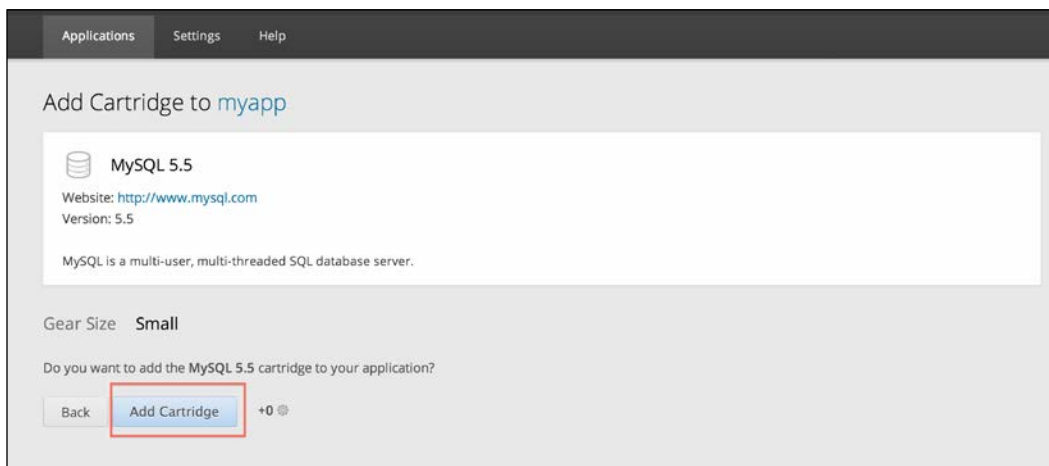 Applications Settings Help
Add Cartridge to myapp
MySQL 5.5
Website: http://www.mysql.com
Version: 5.5
MySQL is a multi-user, multi-threaded SQL database server.
Gear Size Small
Do you want to add the MySQL 5.5 cartridge to your application?
Back Add Cartridge +0